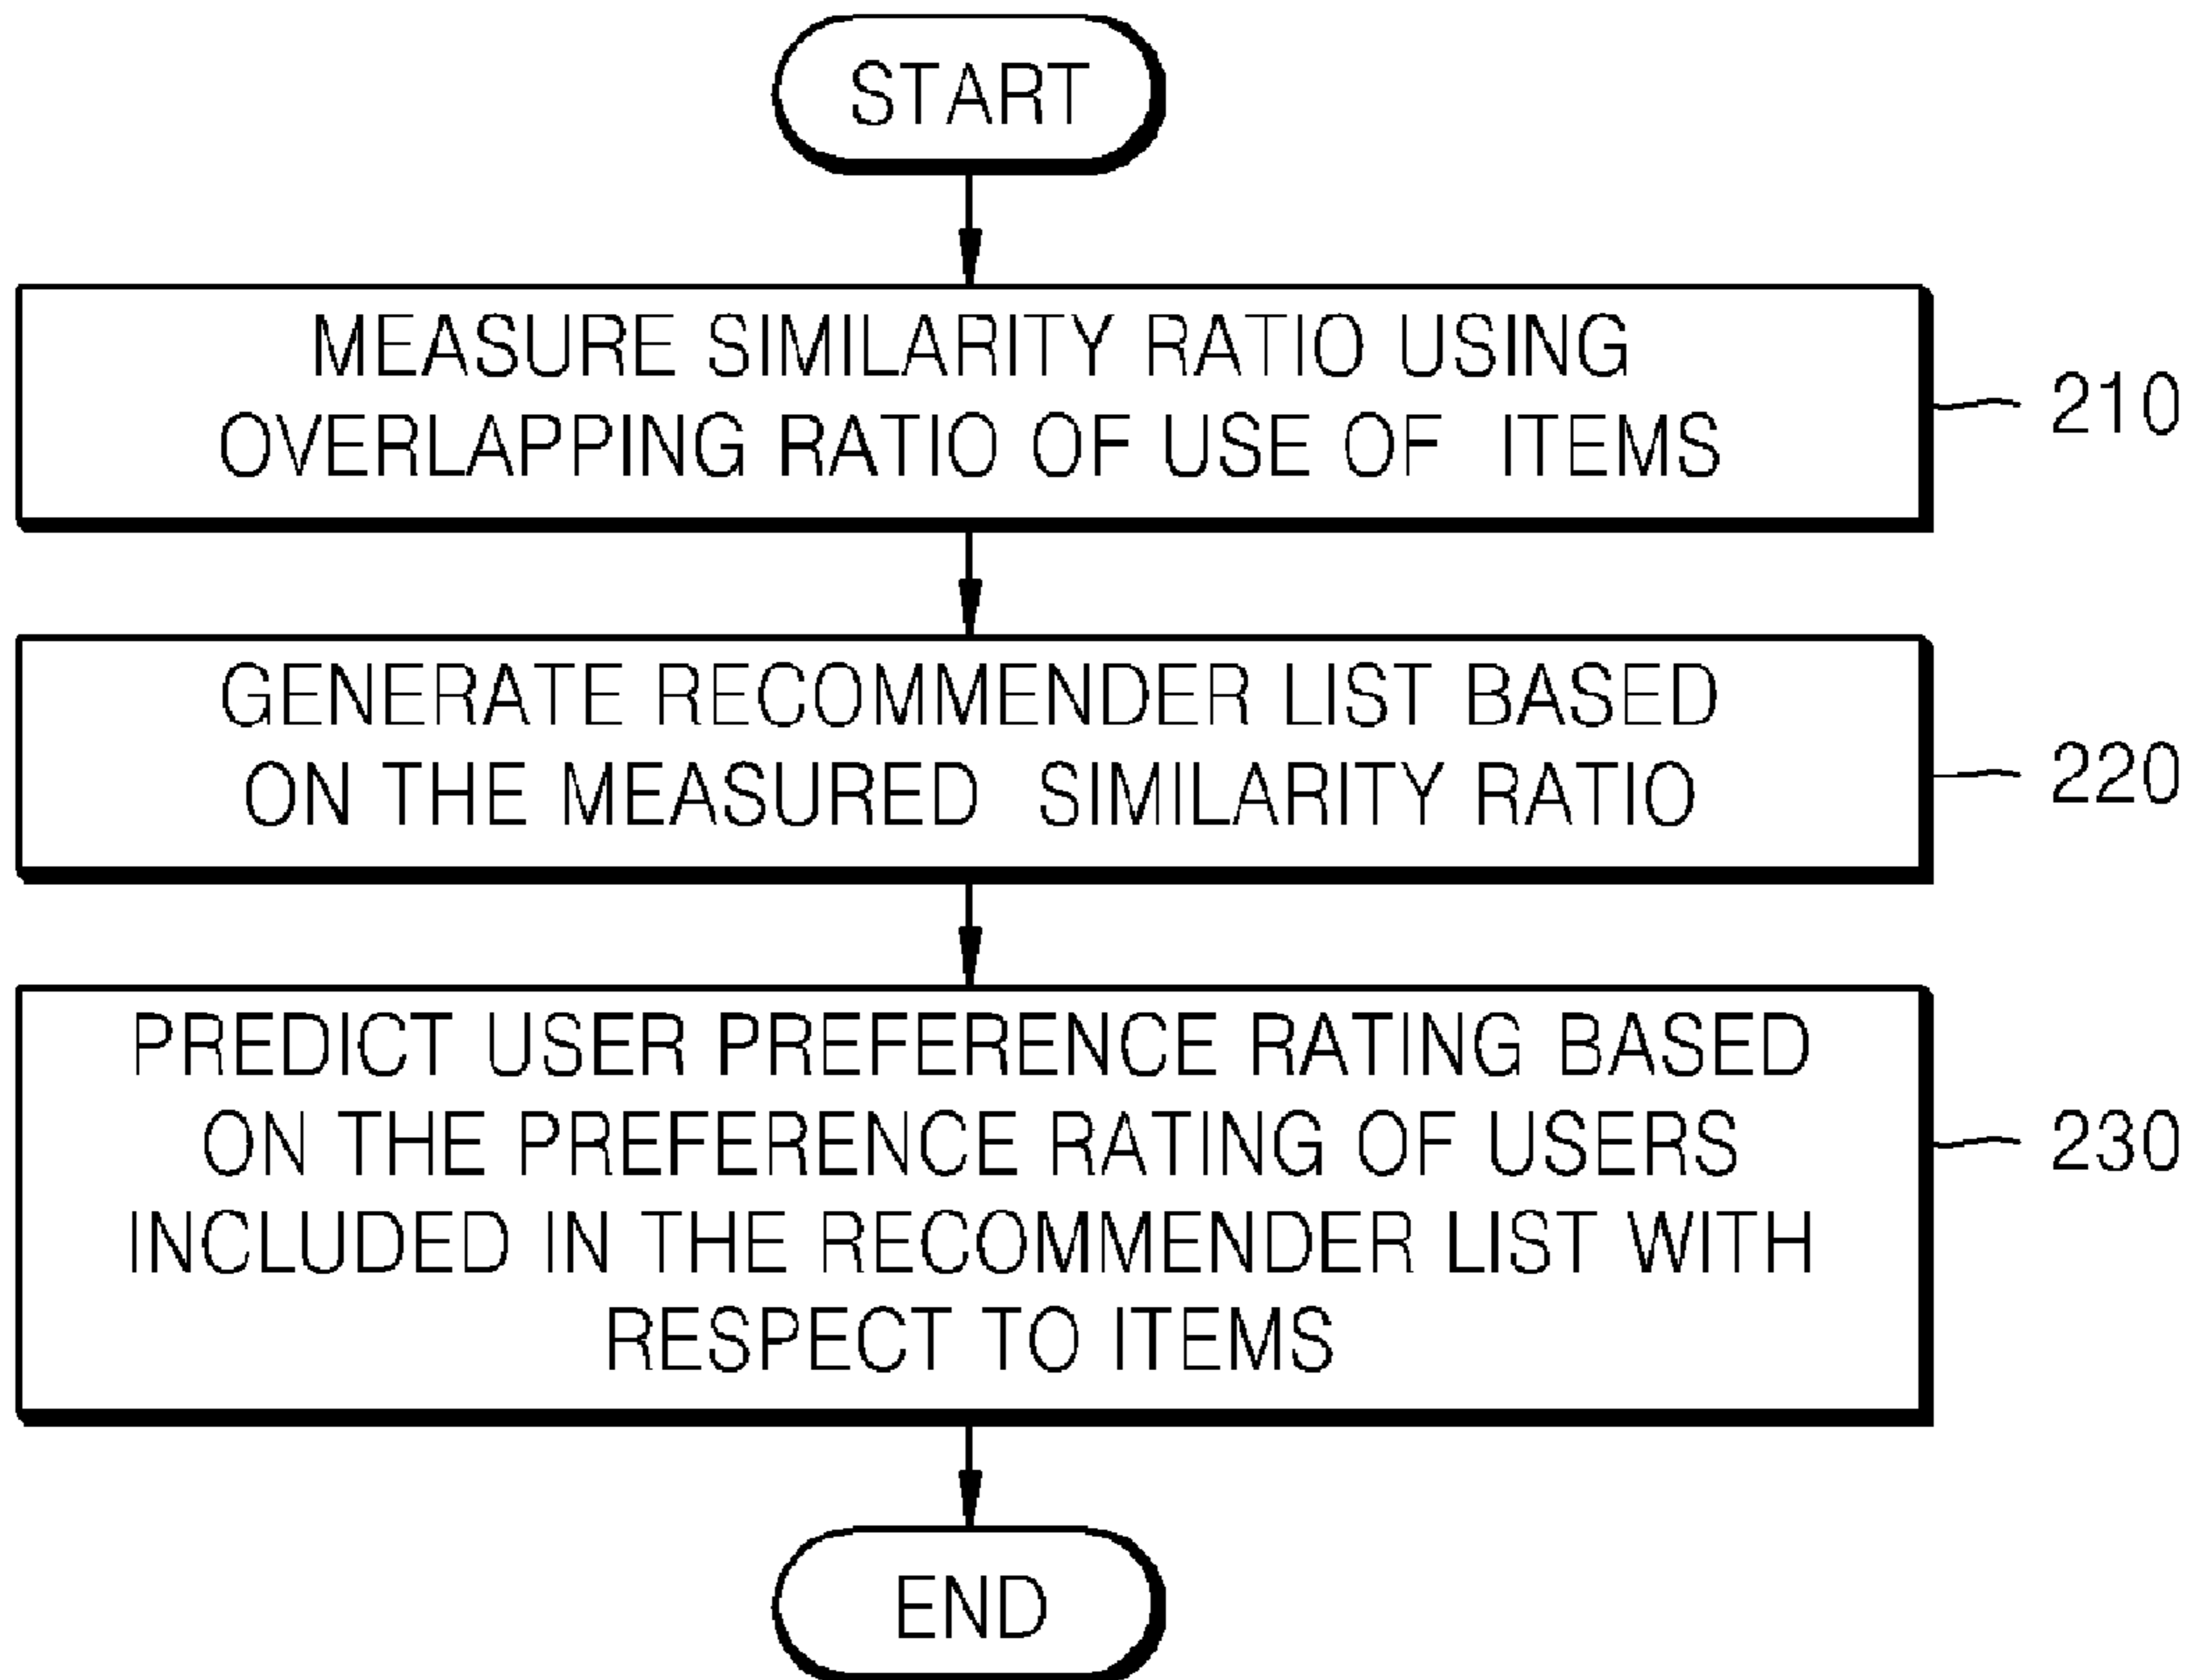 START
MEASURE SIMILARITY RATIO USING
OVERLAPPING RATIO OF USE OF ITEMS
210
GENERATE RECOMMENDER LIST BASED
ON THE MEASURED SIMILARITY RATIO
220
PREDICT USER PREFERENCE RATING BASED
ON THE PREFERENCE RATING OF USERS
INCLUDED IN THE RECOMMENDER LIST WITH
RESPECT TO ITEMS
230
END